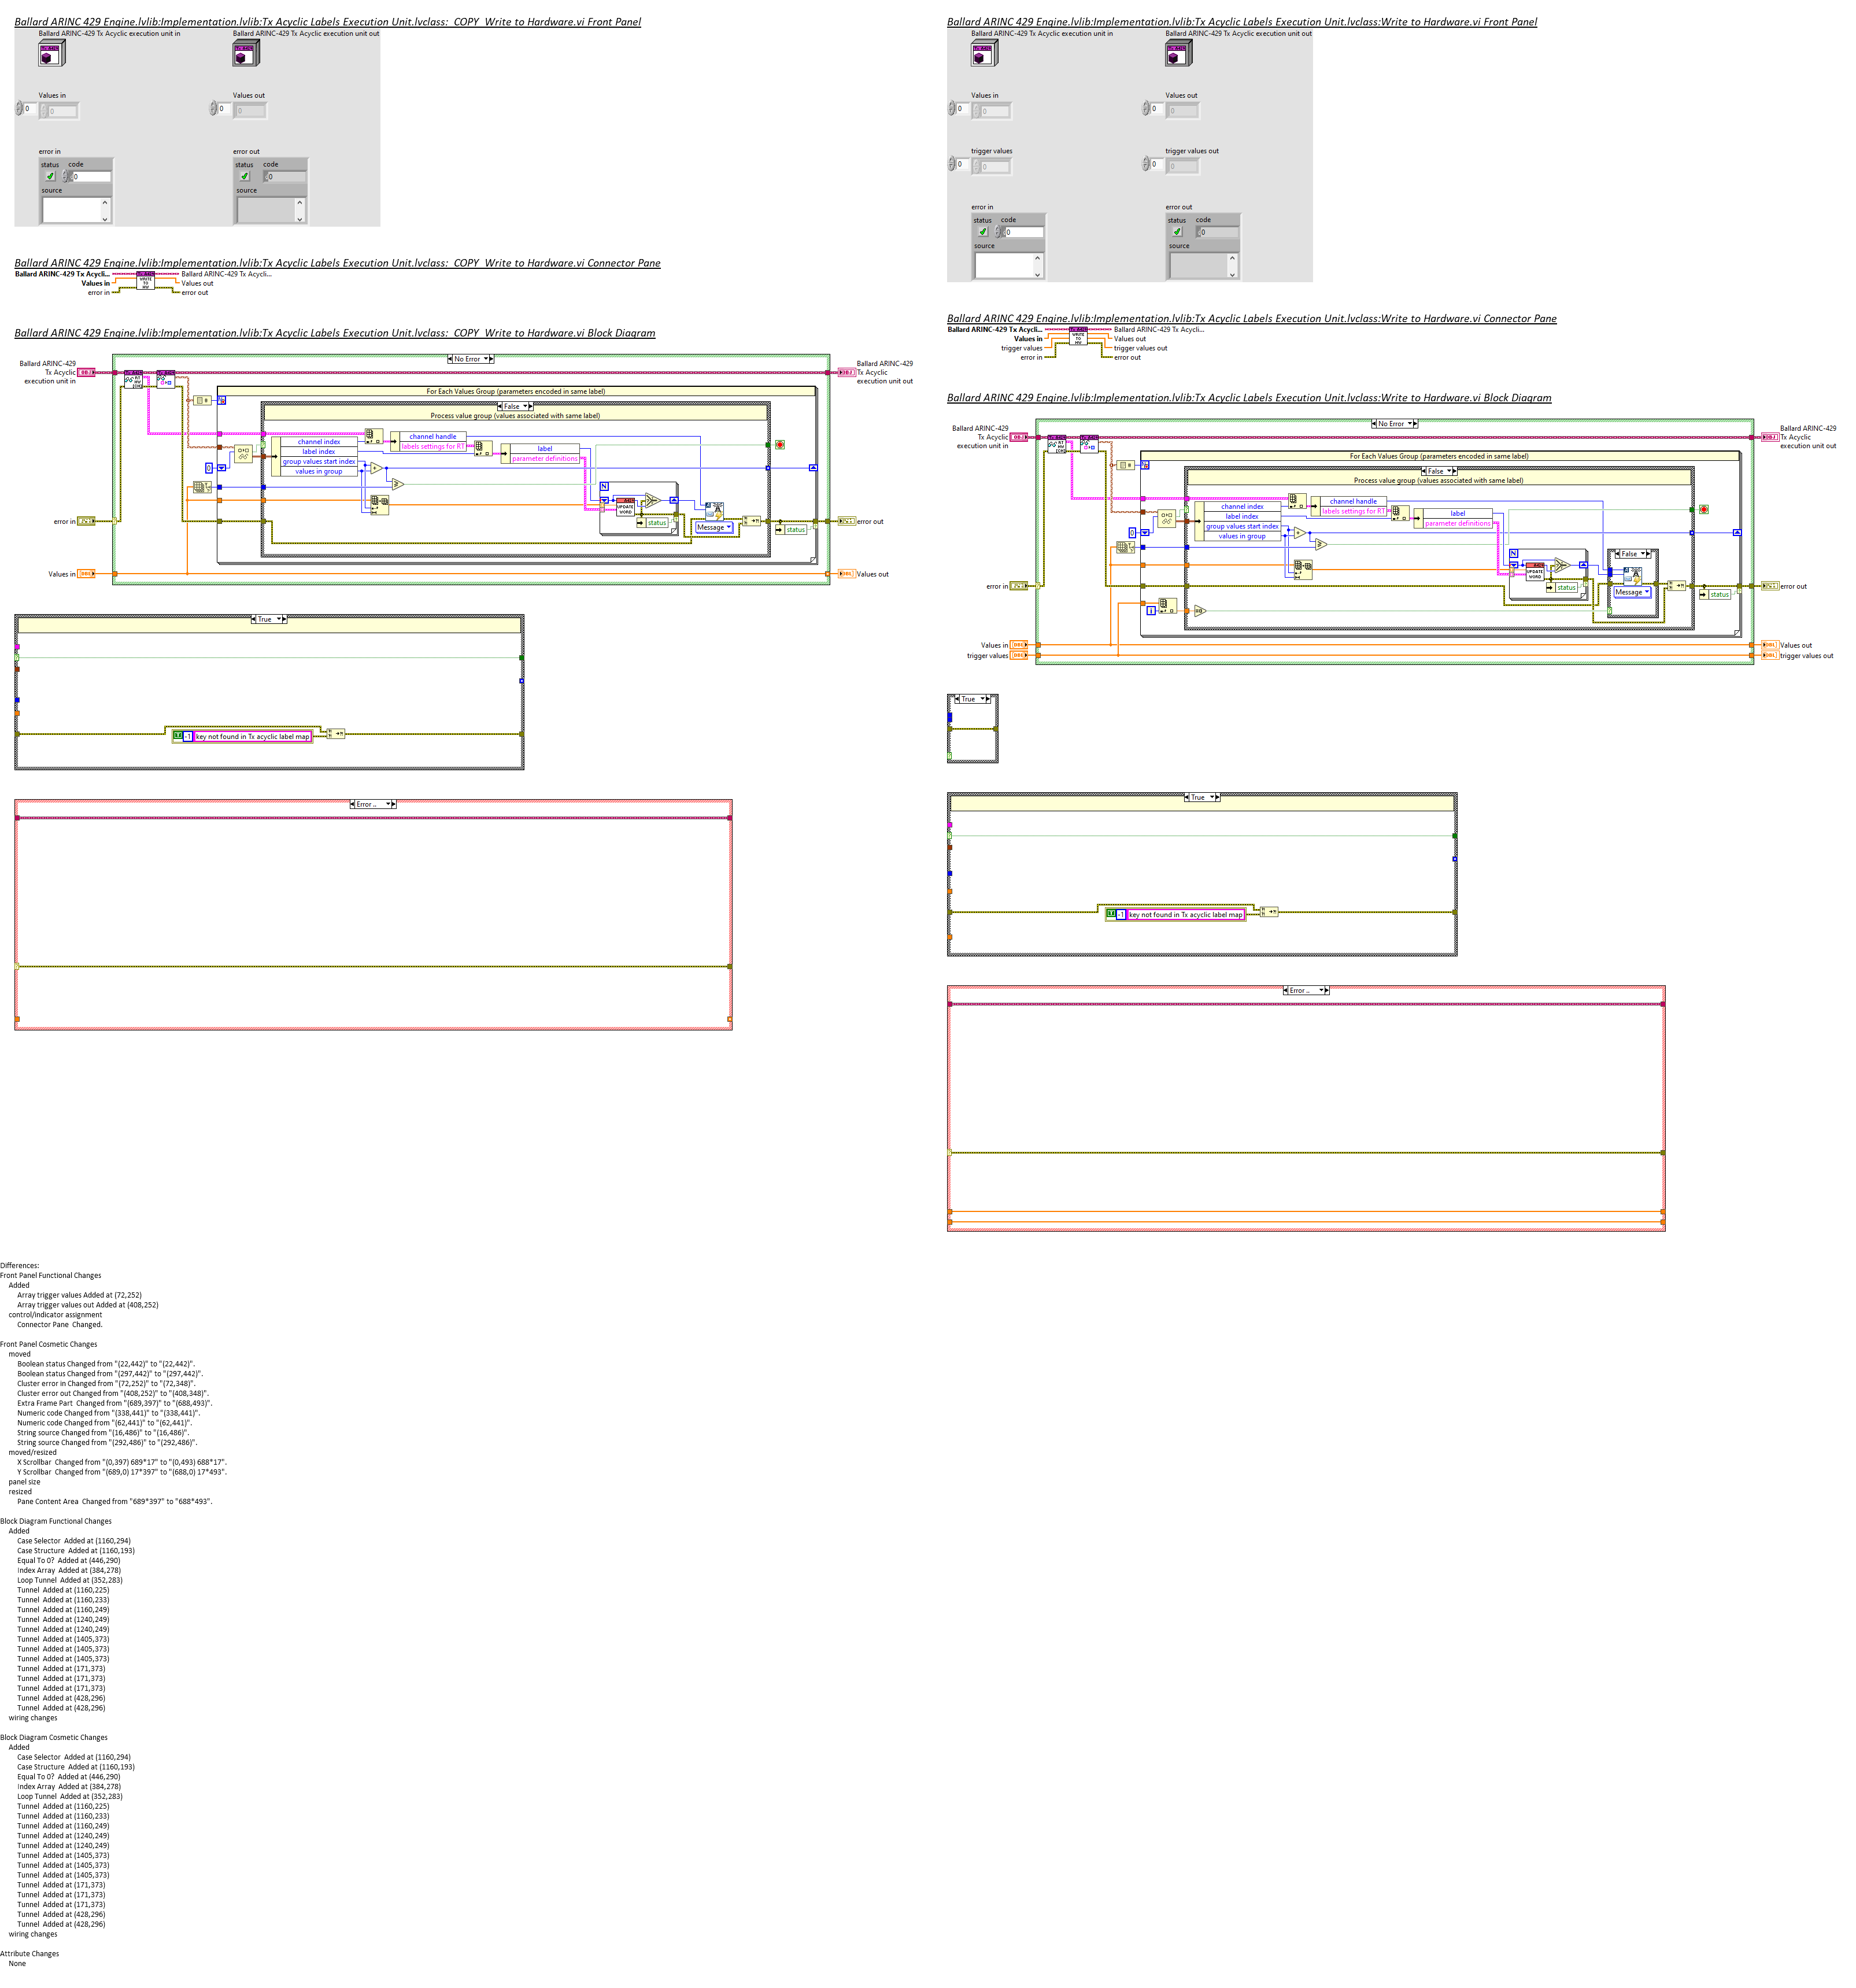 Ballard ARINC 429 Engine.lvlib:Implementation.lvlib:Tx Acyclic Labels Execution Unit.lvclass:_COPY_Write to Hardware.vi Front Panel
Ballard ARINC-429 Tx Acyclic execution unit in
Ballard ARINC-429 Tx Acyclic execution unit out
Values in
Values out
0
0
0
0
error in
error out
status code
status code
0
0
source
source
Ballard ARINC 429 Engine.lvlib:Implementation.lvlib:Tx Acyclic Labels Execution Unit.lvclass:_COPY_Write to Hardware.vi Connector Pane
Ballard ARINC-429 Tx Acycli...
Ballard ARINC-429 Tx Acycli...
Values in
Values out
error in
error out
Ballard ARINC 429 Engine.lvlib:Implementation.lvlib:Tx Acyclic Labels Execution Unit.lvclass:_COPY_Write to Hardware.vi Block Diagram
No Error
Ballard ARINC-429
Tx Acyclic
execution unit in
Ballard ARINC-429
Tx Acyclic
execution unit out
For Each Values Group (parameters encoded in same label)
False
Process value group (values associated with same label)
channel index
label index
group values start index
values in group
channel handle
labels settings for RT
label
parameter definitions
0
N
UPDATE
WORD
status
Message
status
error in
error out
Values in
Values out
True
-1 key not found in Tx acyclic label map
Error ..
Ballard ARINC 429 Engine.lvlib:Implementation.lvlib:Tx Acyclic Labels Execution Unit.lvclass:Write to Hardware.vi Front Panel
Ballard ARINC-429 Tx Acyclic execution unit in
Ballard ARINC-429 Tx Acyclic execution unit out
Values in
Values out
0
0
0
0
trigger values
trigger values out
0
0
0
0
error in
error out
status code
status code
0
0
source
source
Ballard ARINC 429 Engine.lvlib:Implementation.lvlib:Tx Acyclic Labels Execution Unit.lvclass:Write to Hardware.vi Connector Pane
Ballard ARINC-429 Tx Acycli...
Ballard ARINC-429 Tx Acycli...
Values in
Values out
trigger values
trigger values out
error in
error out
Ballard ARINC 429 Engine.lvlib:Implementation.lvlib:Tx Acyclic Labels Execution Unit.lvclass:Write to Hardware.vi Block Diagram
No Error
Ballard ARINC-429
Tx Acyclic
execution unit in
Ballard ARINC-429
Tx Acyclic
execution unit out
For Each Values Group (parameters encoded in same label)
False
Process value group (values associated with same label)
channel index
label index
group values start index
values in group
channel handle
labels settings for RT
label
parameter definitions
0
N
UPDATE
WORD
status
False
Message
status
i
error in
error out
Values in
Values out
trigger values
trigger values out
True
True
-1 key not found in Tx acyclic label map
Error ..
Differences:
Front Panel Functional Changes
Added
Array trigger values Added at (72,252)
Array trigger values out Added at (408,252)
control/indicator assignment
Connector Pane Changed.
Front Panel Cosmetic Changes
moved
Boolean status Changed from "(22,442)" to "(22,442)".
Boolean status Changed from "(297,442)" to "(297,442)".
Cluster error in Changed from "(72,252)" to "(72,348)".
Cluster error out Changed from "(408,252)" to "(408,348)".
Extra Frame Part Changed from "(689,397)" to "(688,493)".
Numeric code Changed from "(338,441)" to "(338,441)".
Numeric code Changed from "(62,441)" to "(62,441)".
String source Changed from "(16,486)" to "(16,486)".
String source Changed from "(292,486)" to "(292,486)".
moved/resized
X Scrollbar Changed from "(0,397) 689*17" to "(0,493) 688*17".
Y Scrollbar Changed from "(689,0) 17*397" to "(688,0) 17*493".
panel size
resized
Pane Content Area Changed from "689*397" to "688*493".
Block Diagram Functional Changes
Added
Case Selector Added at (1160,294)
Case Structure Added at (1160,193)
Equal To 0? Added at (446,290)
Index Array Added at (384,278)
Loop Tunnel Added at (352,283)
Tunnel Added at (1160,225)
Tunnel Added at (1160,233)
Tunnel Added at (1160,249)
Tunnel Added at (1240,249)
Tunnel Added at (1240,249)
Tunnel Added at (1405,373)
Tunnel Added at (1405,373)
Tunnel Added at (1405,373)
Tunnel Added at (171,373)
Tunnel Added at (171,373)
Tunnel Added at (171,373)
Tunnel Added at (428,296)
Tunnel Added at (428,296)
wiring changes
Block Diagram Cosmetic Changes
Added
Case Selector Added at (1160,294)
Case Structure Added at (1160,193)
Equal To 0? Added at (446,290)
Index Array Added at (384,278)
Loop Tunnel Added at (352,283)
Tunnel Added at (1160,225)
Tunnel Added at (1160,233)
Tunnel Added at (1160,249)
Tunnel Added at (1240,249)
Tunnel Added at (1240,249)
Tunnel Added at (1405,373)
Tunnel Added at (1405,373)
Tunnel Added at (1405,373)
Tunnel Added at (171,373)
Tunnel Added at (171,373)
Tunnel Added at (171,373)
Tunnel Added at (428,296)
Tunnel Added at (428,296)
wiring changes
Attribute Changes
None